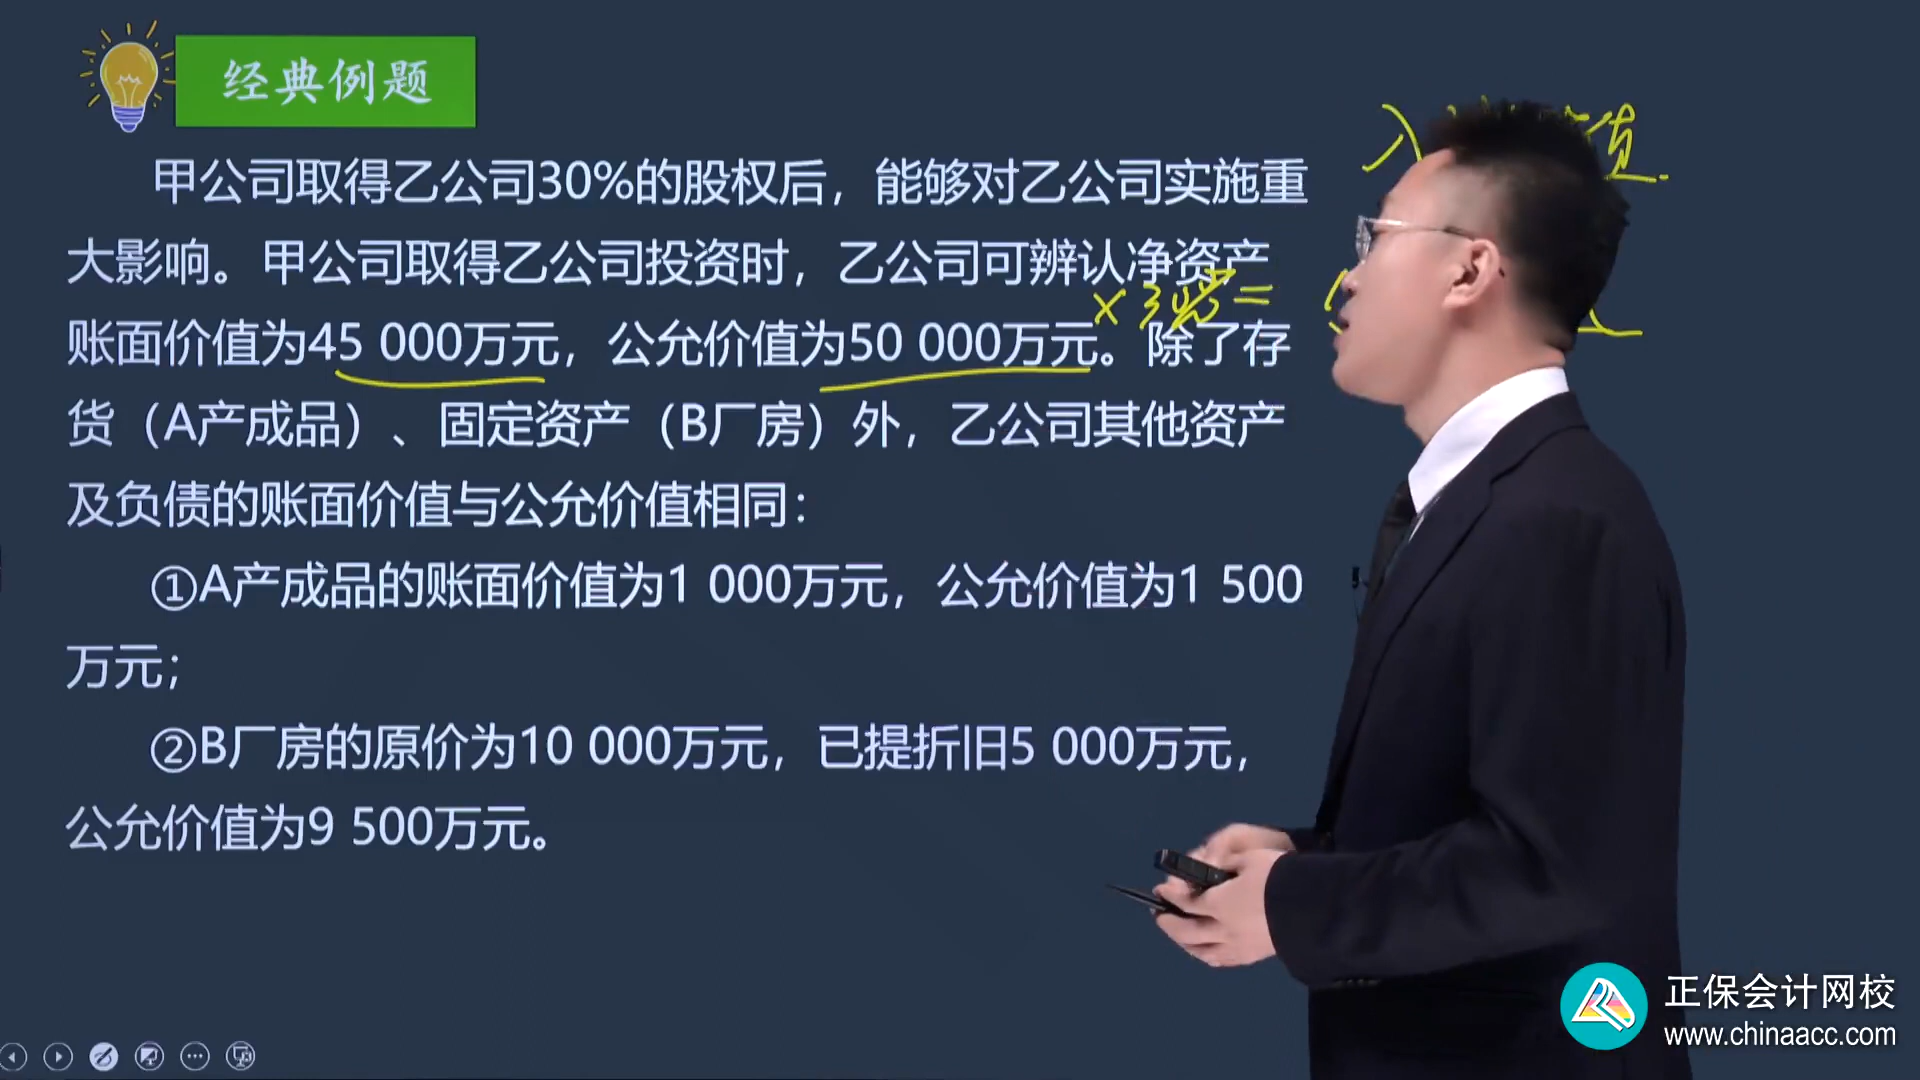 经典例题
甲公司取得乙公司30%的股权后，能够对乙公司实施重
大影响。甲公司取得乙公司投资时，乙公司可辨认净资产
×30%=
账面价值为45 000万元，公允价值为50 000万元。除了存
货（A产成品）、固定资产（B厂房）外，乙公司其他资产
及负债的账面价值与公允价值相同：
①A产成品的账面价值为1 000万元，公允价值为1 500
万元；
②B厂房的原价为10 000万元，已提折旧5 000万元，
公允价值为9 500万元。
正保会计网校
www.chinaacc.com